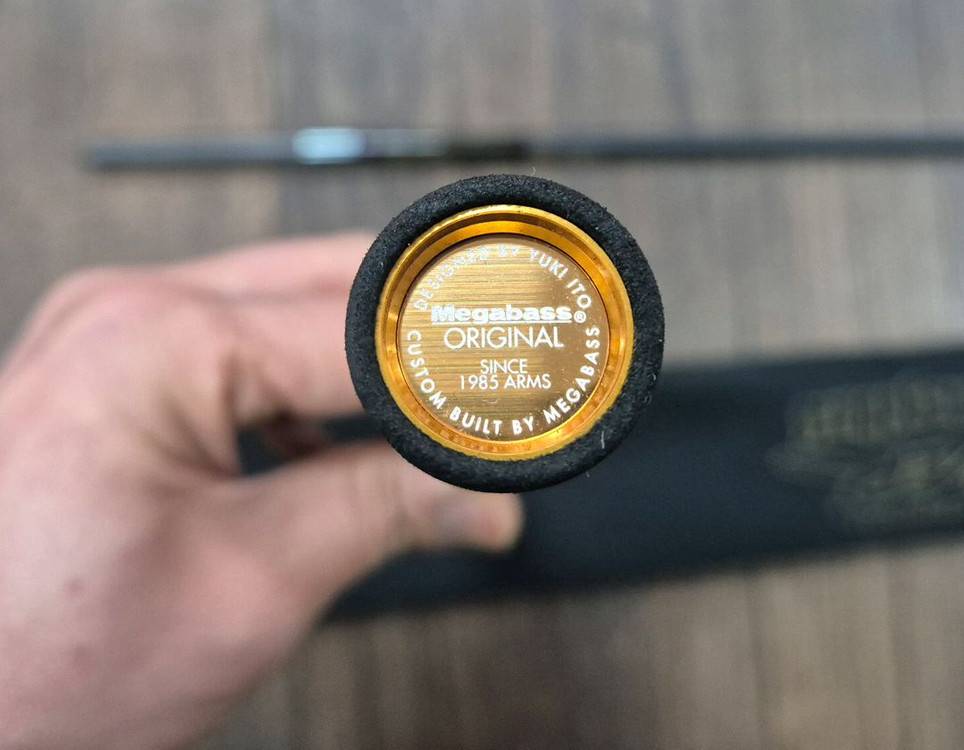 DESIGNED BY YUKI ITO
Megabass®
ORIGINAL
SINCE
1985 ARMS
CUSTOM BUILT BY MEGABASS